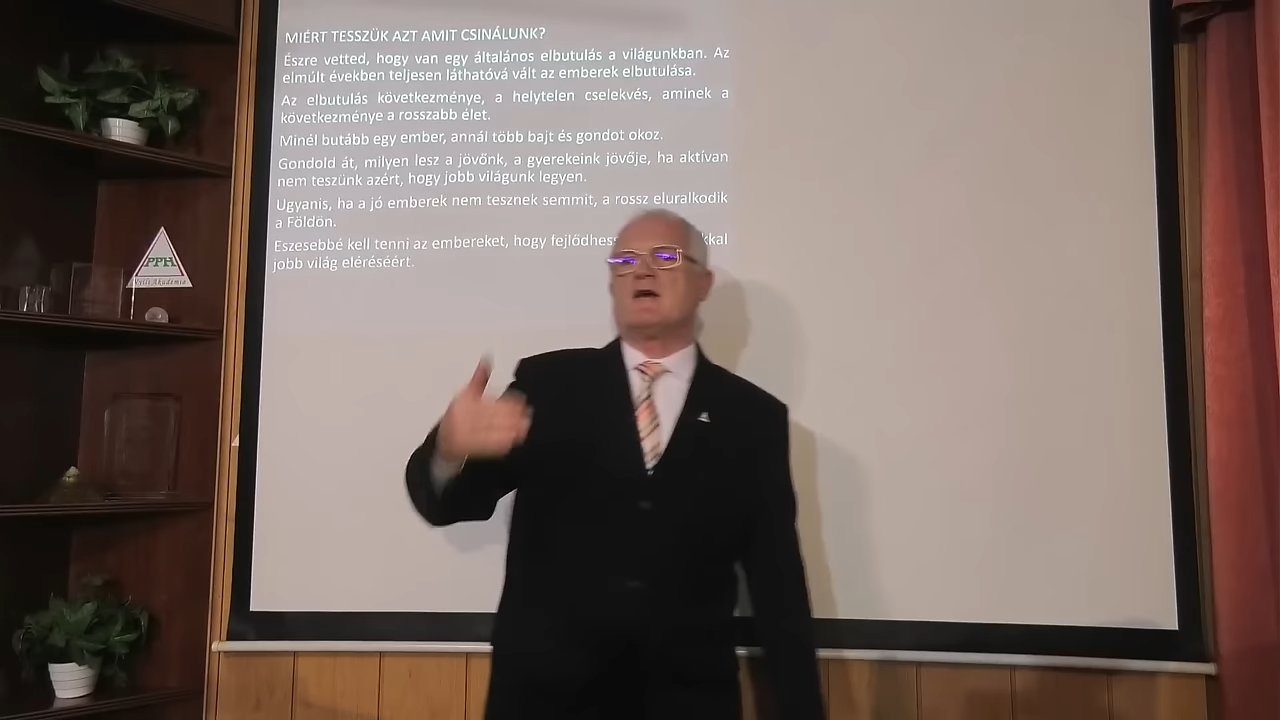 MIÉRT TESSZÜK AZT AMIT CSINÁLUNK?
Észre vetted, hogy van egy általános elbutulás a világunkban. Az
elmúlt években teljesen láthatóvá vált az emberek elbutulása.
Az elbutulás következménye, a helytelen cselekvés, aminek a
következménye a rosszabb élet.
Minél butább egy ember, annál több bajt és gondot okoz.
Gondold át, milyen lesz a jövőnk, a gyerekeink jövője, ha aktívan
nem teszünk azért, hogy jobb világunk legyen.
Ugyanis, ha a jó emberek nem tesznek semmit, a rossz eluralkodik
a Földön.
Eszesebbé kell tenni az embereket, hogy
jobb világ eléréséért.
PPH
Nyílt Akadémia